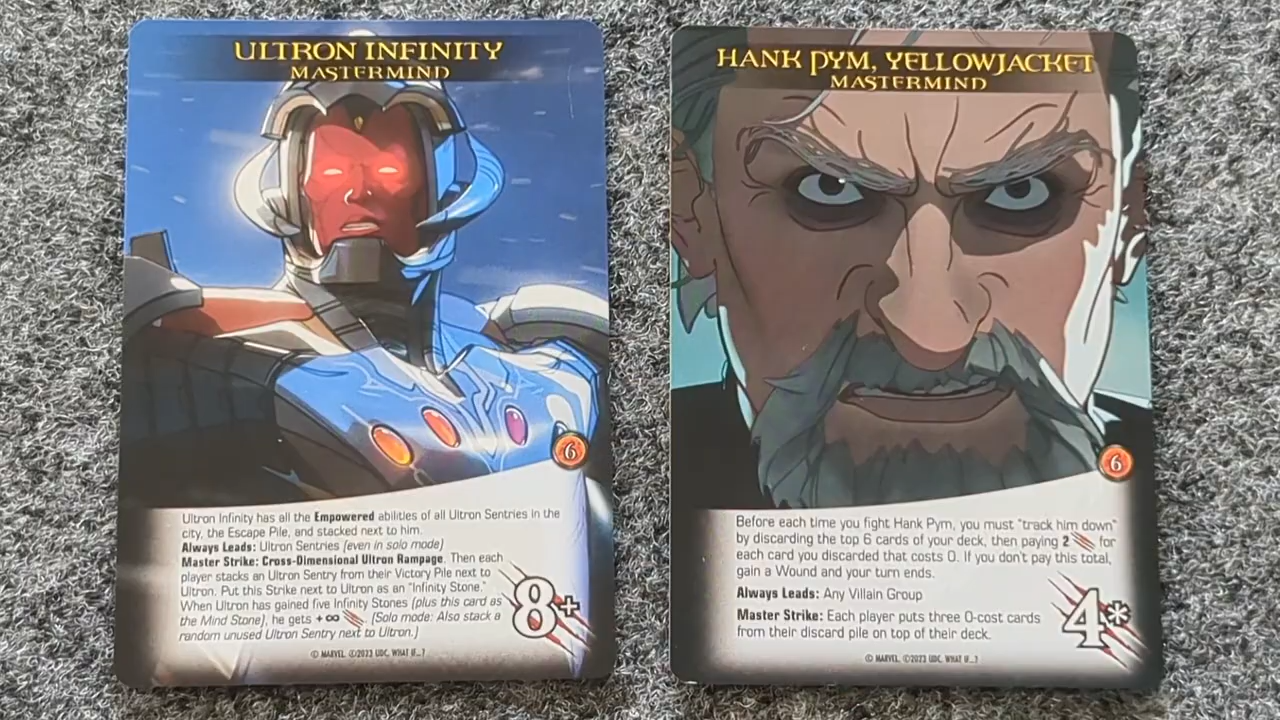 ULTRON INFINITY
MASTERMIND
6
Ultron Infinity has all the Empowered abilities of all Ultron Sentries in the
city, the Escape Pile, and stacked next to him.
Always Leads: Ultron Sentries (even in solo mode)
Master Strike: Cross-Dimensional Ultron Rampage. Then each
player stacks an Ultron Sentry from their Victory Pile next to
Ultron. Put this Strike next to Ultron as an "Infinity Stone."
When Ultron has gained five Infinity Stones (plus this card as
the Mind Stone), he gets +∞ . (Solo mode: Also stack a
random unused Ultron Sentry next to Ultron.)
8+
© MARVEL. ©2023 UDC. WHAT IF...?
HANK PYM, YELLOWJACKET
MASTERMIND
6
Before each time you fight Hank Pym, you must "track him down"
by discarding the top 6 cards of your deck, then paying 2 for
each card you discarded that costs 0. If you don't pay this total,
gain a Wound and your turn ends.
Always Leads: Any Villain Group
Master Strike: Each player puts three 0-cost cards
from their discard pile on top of their deck.
4*
© MARVEL. ©2023 UDC. WHAT IF...?